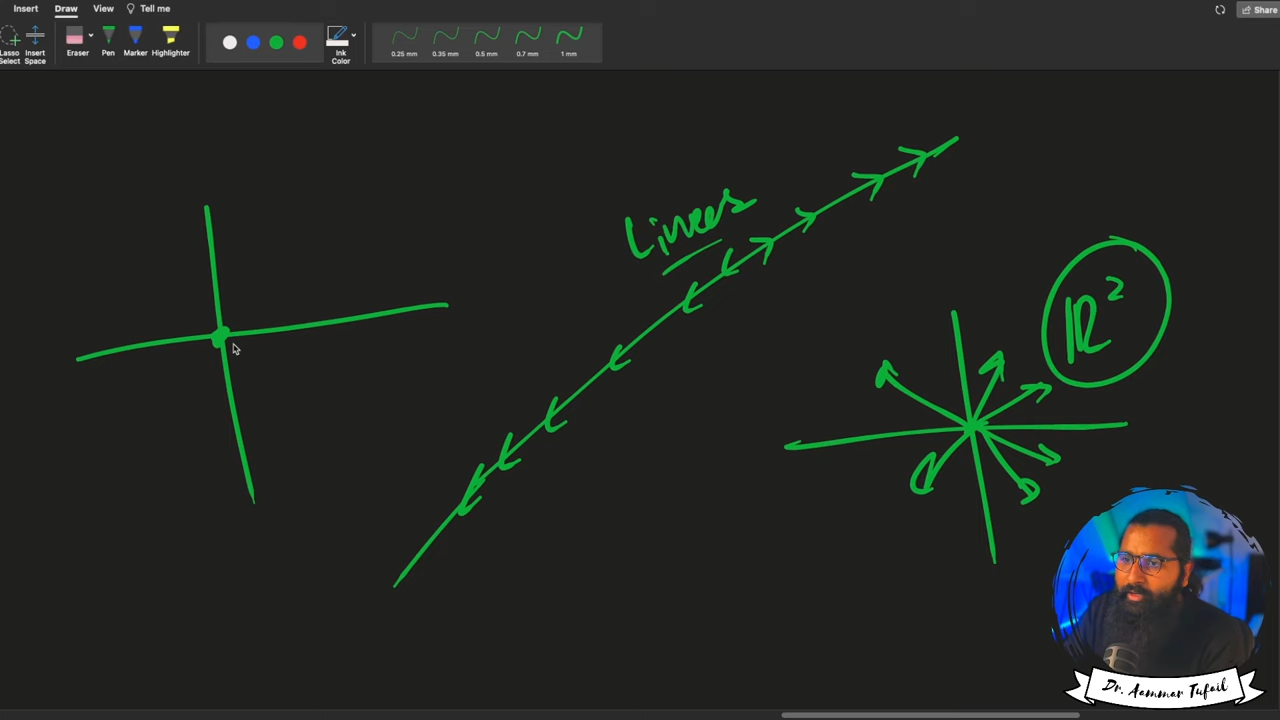 Insert Draw View Tell me
Share
Lasso Select
Insert Space
Eraser
Pen
Marker
Highlighter
Ink Color
0.25 mm
0.35 mm
0.5 mm
0.7 mm
1 mm
Linear
ℝ²
Dr. Aammar Tufail